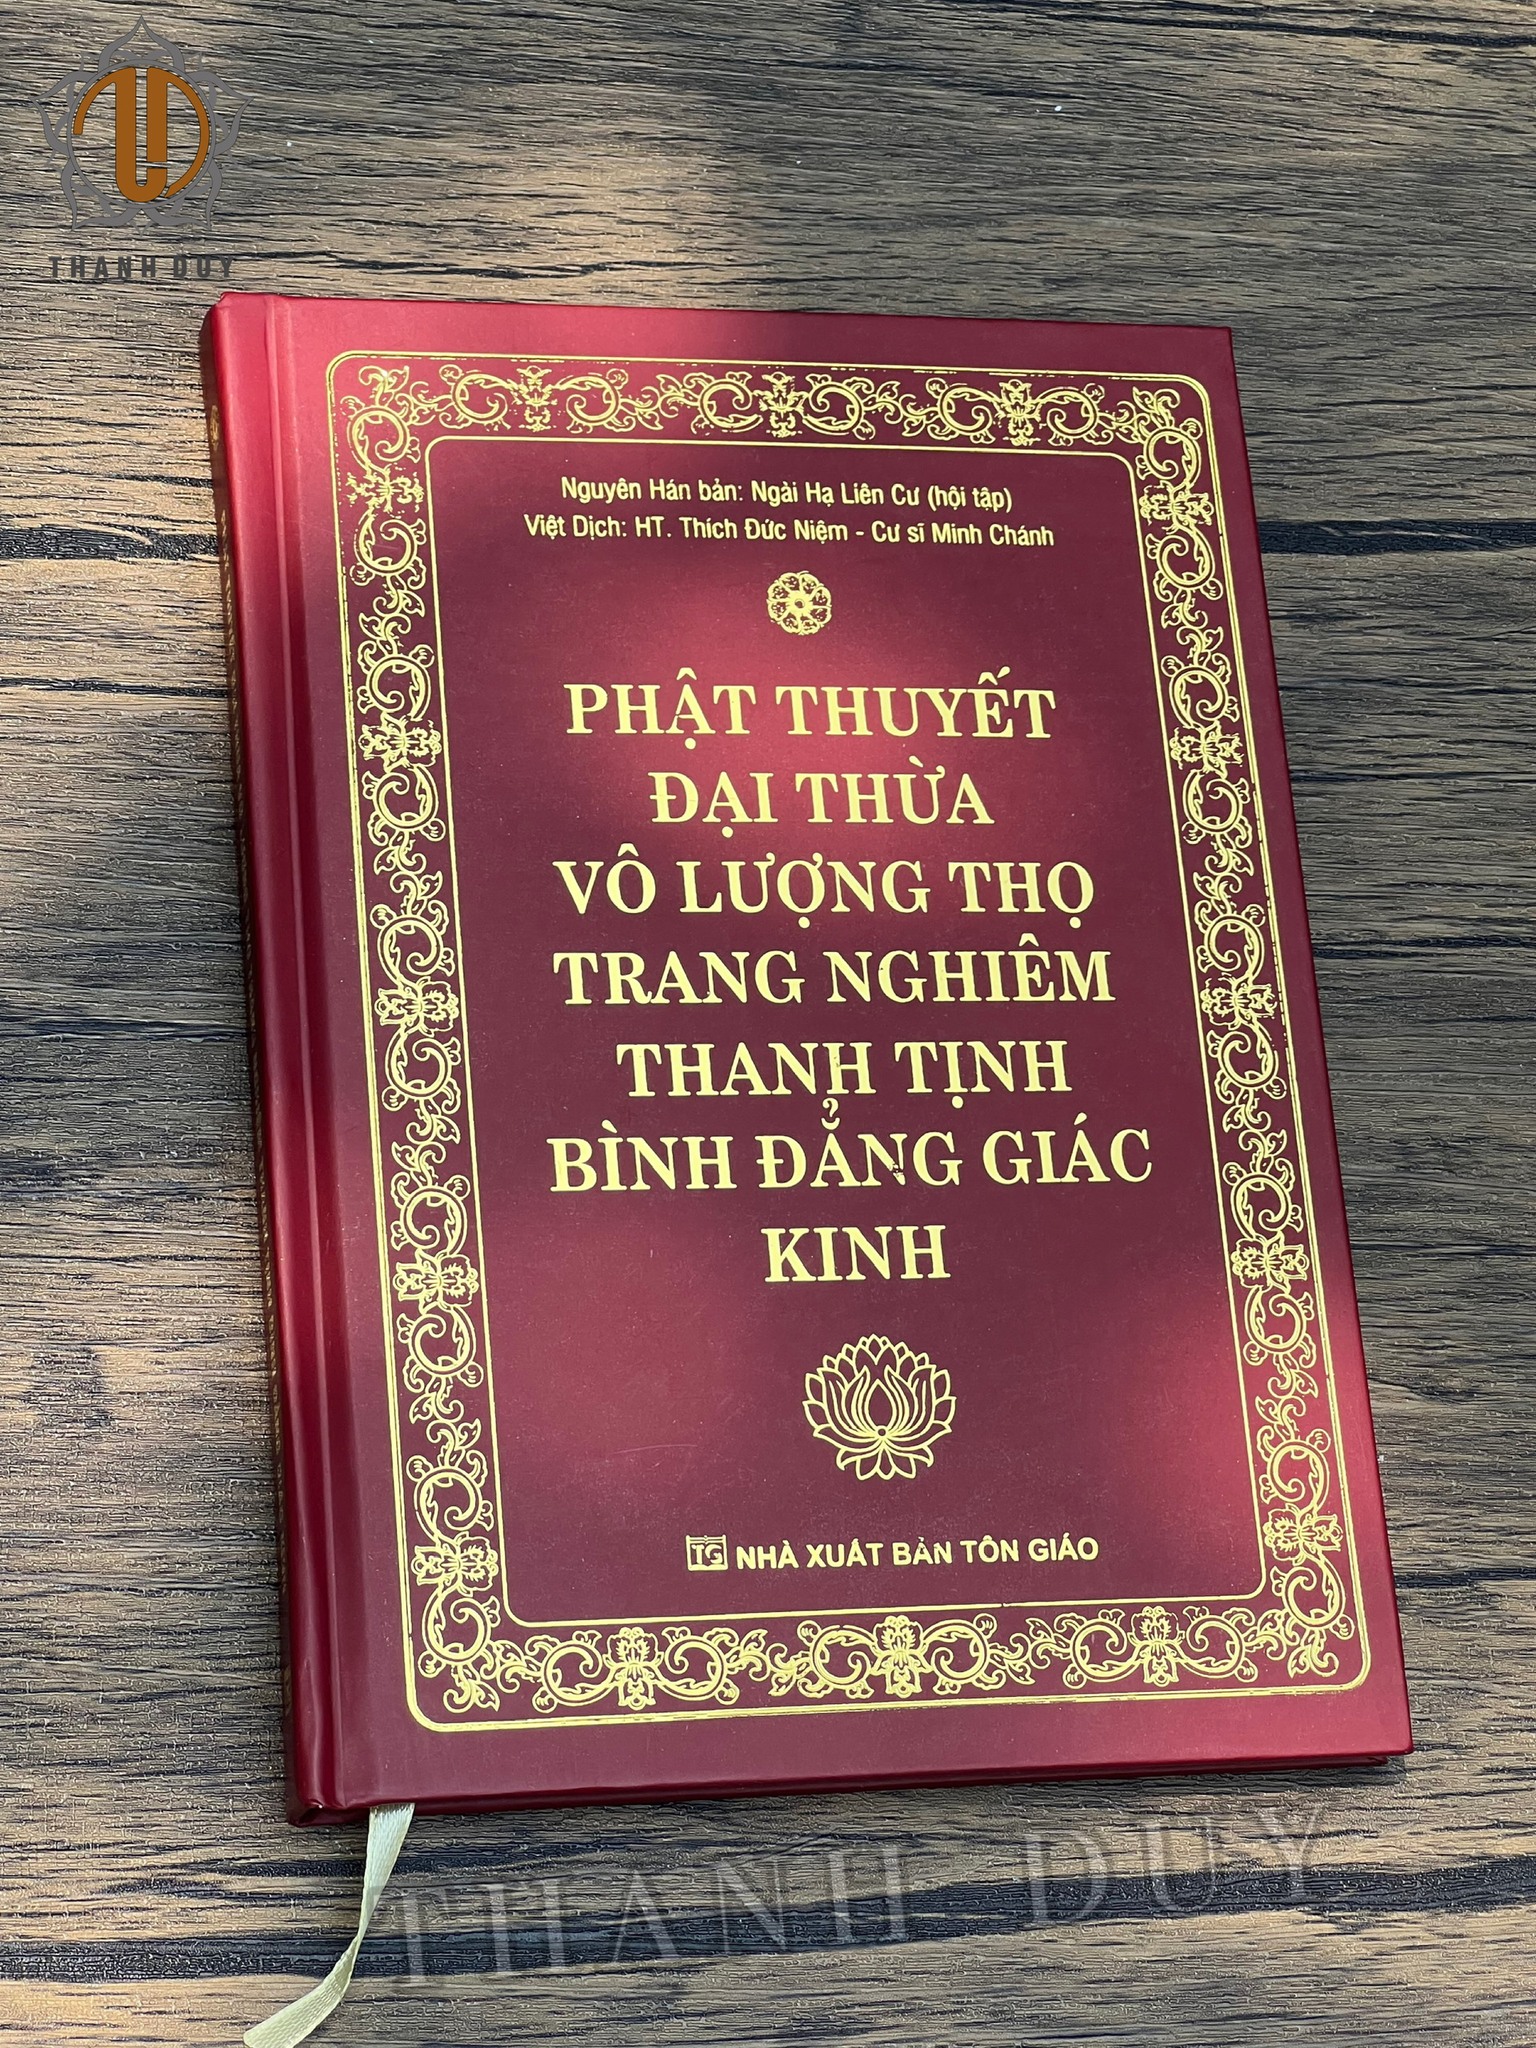 THANH DUY
Nguyên Hán bản: Ngài Hạ Liên Cư (hội tập)
Việt Dịch: HT. Thích Đức Niệm - Cư sĩ Minh Chánh
PHẬT THUYẾT
ĐẠI THỪA
VÔ LƯỢNG THỌ
TRANG NGHIÊM
THANH TỊNH
BÌNH ĐẲNG GIÁC
KINH
TG NHÀ XUẤT BẢN TÔN GIÁO
THANH DUY